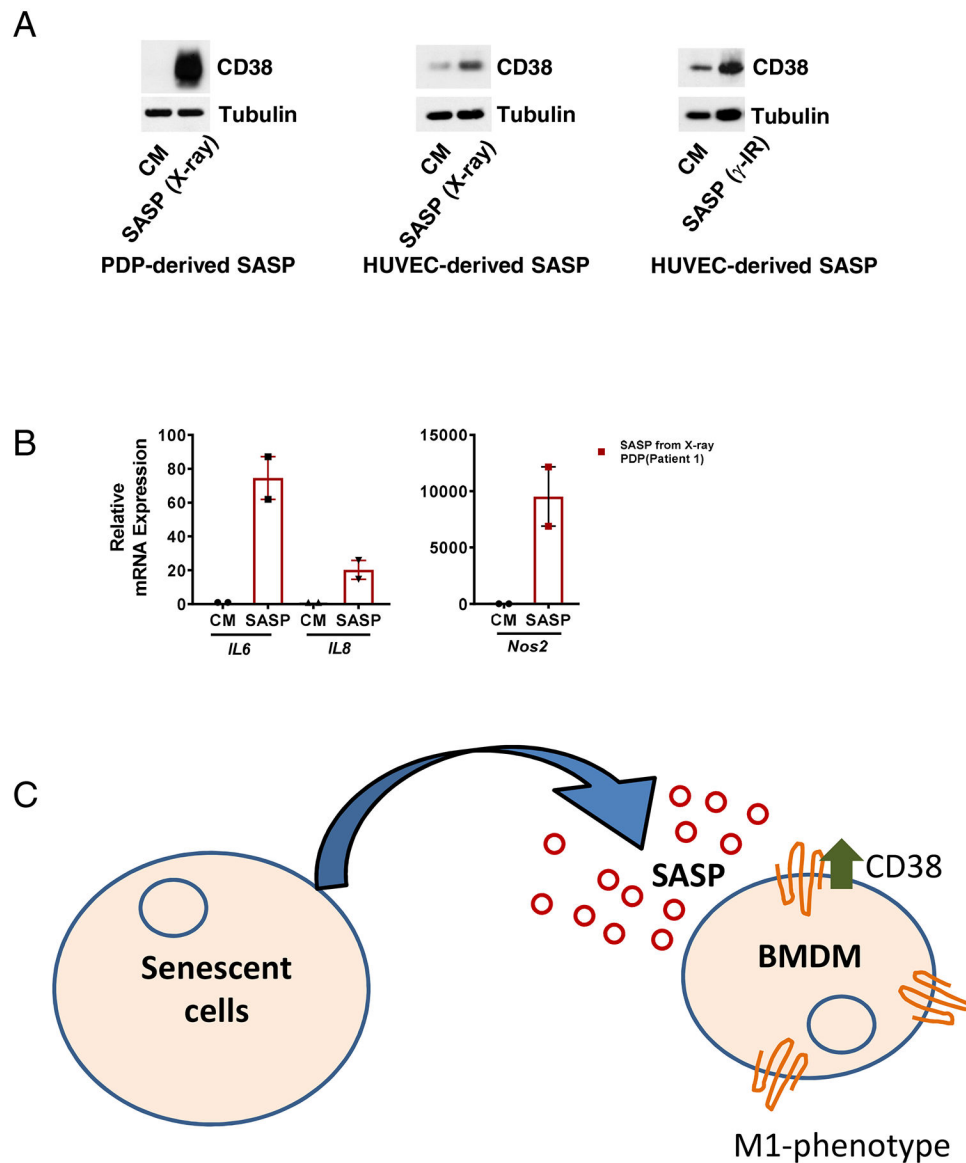 A
CD38
Tubulin
CM
SASP (X-ray)
PDP-derived SASP
CD38
Tubulin
CM
SASP (X-ray)
HUVEC-derived SASP
CD38
Tubulin
CM
SASP (γ-IR)
HUVEC-derived SASP
B
Relative
mRNA Expression
100
80
60
40
20
0
CM SASP CM SASP
IL6 IL8
15000
10000
5000
0
CM SASP
Nos2
SASP from X-ray
PDP(Patient 1)
C
Senescent
cells
SASP
CD38
BMDM
M1-phenotype